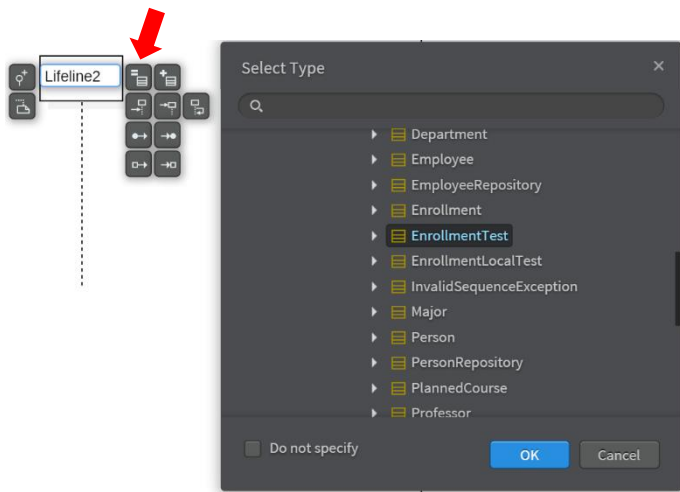 Lifeline2
Select Type
Department
Employee
EmployeeRepository
Enrollment
EnrollmentTest
EnrollmentLocalTest
InvalidSequenceException
Major
Person
PersonRepository
PlannedCourse
Professor
Do not specify
OK
Cancel